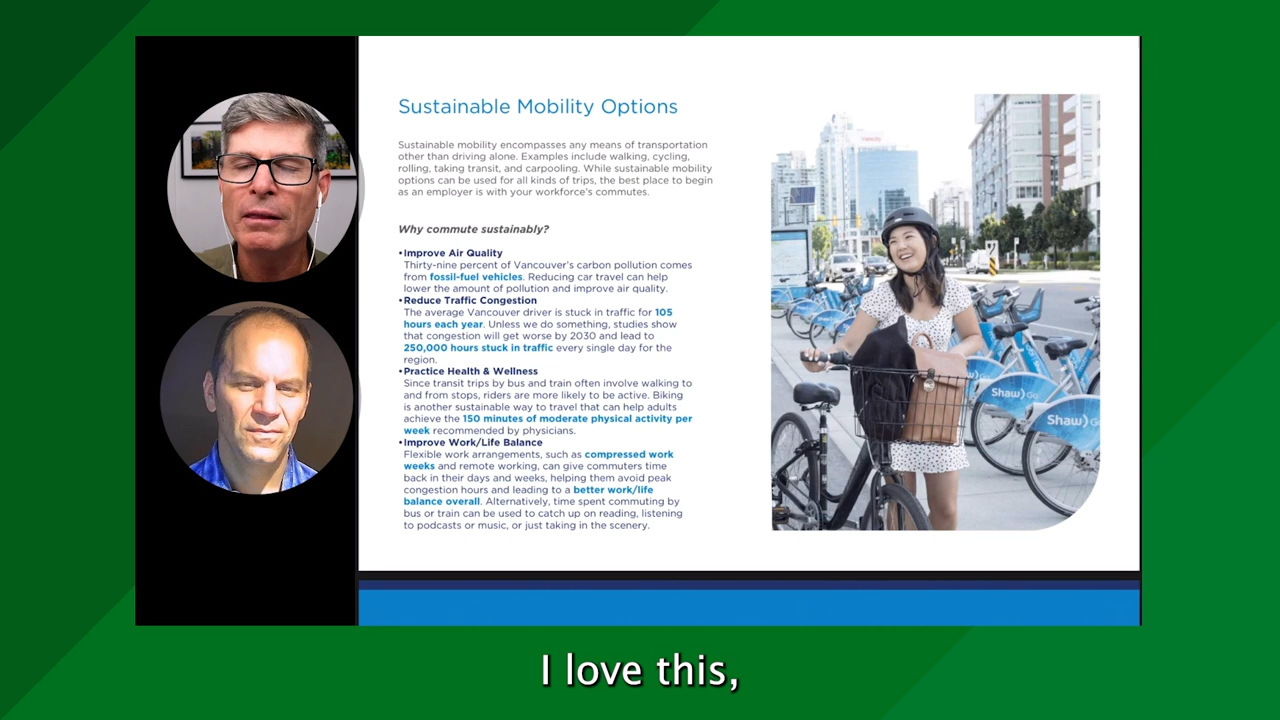 Sustainable Mobility Options
Sustainable mobility encompasses any means of transportation
other than driving alone. Examples include walking, cycling,
rolling, taking transit, and carpooling. While sustainable mobility
options can be used for all kinds of trips, the best place to begin
as an employer is with your workforce's commutes.
Why commute sustainably?
•Improve Air Quality
Thirty-nine percent of Vancouver's carbon pollution comes
from fossil-fuel vehicles. Reducing car travel can help
lower the amount of pollution and improve air quality.
•Reduce Traffic Congestion
The average Vancouver driver is stuck in traffic for 105
hours each year. Unless we do something, studies show
that congestion will get worse by 2030 and lead to
250,000 hours stuck in traffic every single day for the
region.
•Practice Health & Wellness
Since transit trips by bus and train often involve walking to
and from stops, riders are more likely to be active. Biking
is another sustainable way to travel that can help adults
achieve the 150 minutes of moderate physical activity per
week recommended by physicians.
•Improve Work/Life Balance
Flexible work arrangements, such as compressed work
weeks and remote working, can give commuters time
back in their days and weeks, helping them avoid peak
congestion hours and leading to a better work/life
balance overall. Alternatively, time spent commuting by
bus or train can be used to catch up on reading, listening
to podcasts or music, or just taking in the scenery.
Shaw) Go
Shaw) Go
Shaw)
I love this,